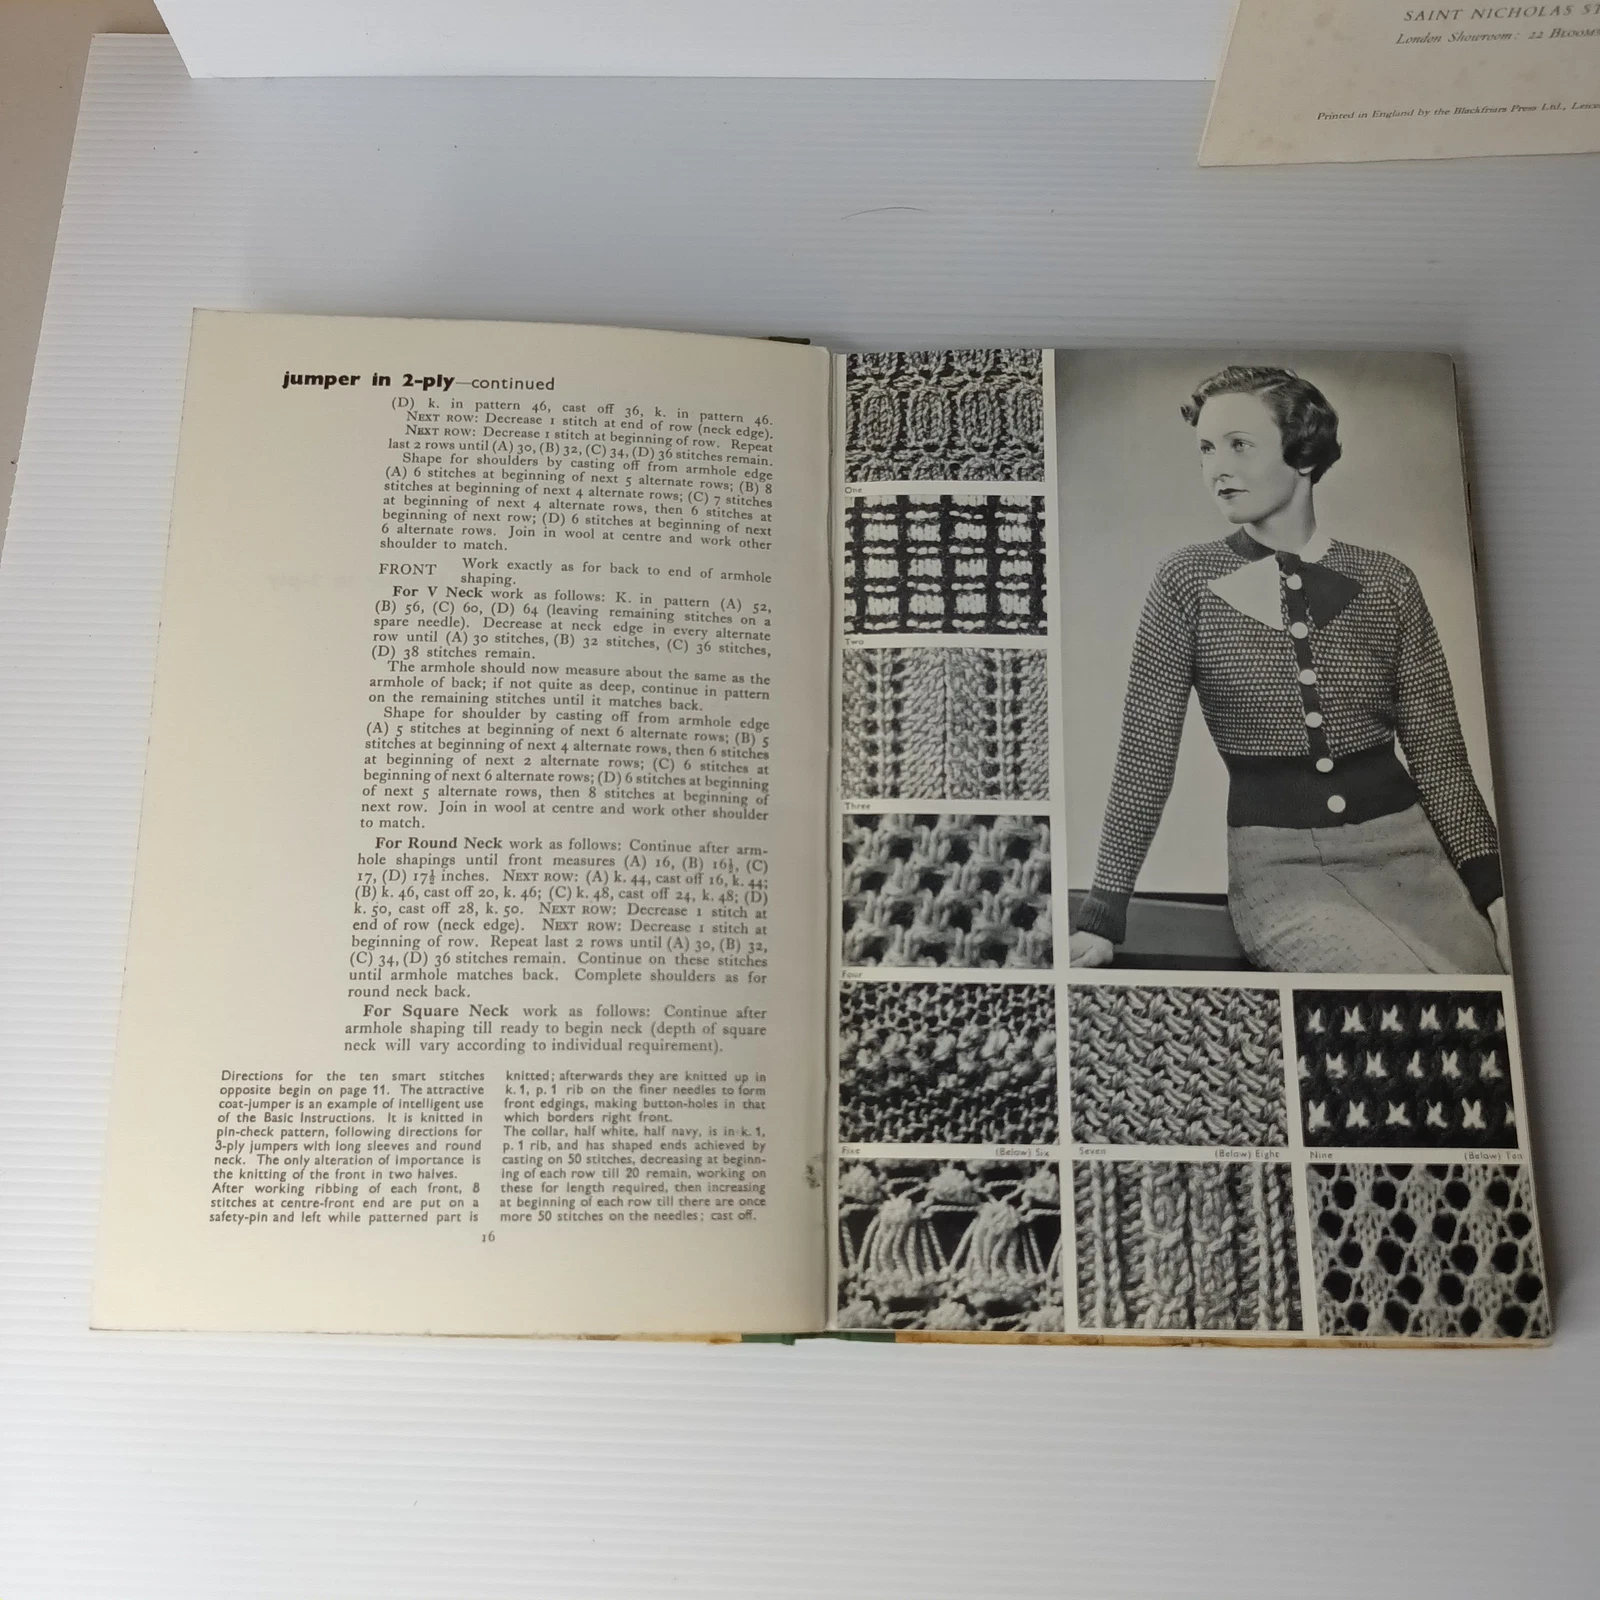 SAINT NICHOLAS
London Showroom: 22
Printed in England by the Blackfriars Press Ltd.,
jumper in 2-ply—continued
(D) k. in pattern 46, cast off 36, k. in pattern 46.
NEXT ROW: Decrease 1 stitch at end of row (neck edge).
NEXT ROW: Decrease 1 stitch at beginning of row. Repeat
last 2 rows until (A) 30, (B) 32, (C) 34, (D) 36 stitches remain.
Shape for shoulders by casting off from armhole edge
(A) 6 stitches at beginning of next 5 alternate rows; (B) 8
stitches at beginning of next 4 alternate rows; (C) 7 stitches
at beginning of next 4 alternate rows, then 6 stitches at
beginning of next row; (D) 6 stitches at beginning of next
6 alternate rows. Join in wool at centre and work other
shoulder to match.
FRONT Work exactly as for back to end of armhole
shaping.
For V Neck work as follows: K. in pattern (A) 52,
(B) 56, (C) 60, (D) 64 (leaving remaining stitches on a
spare needle). Decrease at neck edge in every alternate
row until (A) 30 stitches, (B) 32 stitches, (C) 36 stitches,
(D) 38 stitches remain.
The armhole should now measure about the same as the
armhole of back; if not quite as deep, continue in pattern
on the remaining stitches until it matches back.
Shape for shoulder by casting off from armhole edge
(A) 5 stitches at beginning of next 6 alternate rows; (B) 5
stitches at beginning of next 4 alternate rows, then 6 stitches
at beginning of next 2 alternate rows; (C) 6 stitches at
beginning of next 6 alternate rows; (D) 6 stitches at beginning
of next 5 alternate rows, then 8 stitches at beginning of
next row. Join in wool at centre and work other shoulder
to match.
For Round Neck work as follows: Continue after arm-
hole shapings until front measures (A) 16, (B) 16½, (C)
17, (D) 17½ inches. NEXT ROW: (A) k. 44, cast off 16, k. 44;
(B) k. 46, cast off 20, k. 46; (C) k. 48, cast off 24, k. 48; (D)
k. 50, cast off 28, k. 50. NEXT ROW: Decrease 1 stitch at
end of row (neck edge). NEXT ROW: Decrease 1 stitch at
beginning of row. Repeat last 2 rows until (A) 30, (B) 32,
(C) 34, (D) 36 stitches remain. Continue on these stitches
until armhole matches back. Complete shoulders as for
round neck back.
For Square Neck work as follows: Continue after
armhole shaping till ready to begin neck (depth of square
neck will vary according to individual requirement).
Directions for the ten smart stitches
opposite begin on page 11. The attractive
coat-jumper is an example of intelligent use
of the Basic Instructions. It is knitted in
pin-check pattern, following directions for
3-ply jumpers with long sleeves and round
neck. The only alteration of importance is
the knitting of the front in two halves.
After working ribbing of each front, 8
stitches at centre-front end are put on a
safety-pin and left while patterned part is
knitted; afterwards they are knitted up in
k. 1, p. 1 rib on the finer needles to form
front edgings, making button-holes in that
which borders right front.
The collar, half white, half navy, is in k. 1,
p. 1 rib, and has shaped ends achieved by
casting on 50 stitches, decreasing at beginn-
ing of each row till 20 remain, working on
these for length required, then increasing
at beginning of each row till there are once
more 50 stitches on the needles; cast off.
16
One
Two
Three
Four
Five (Below) Six
Seven (Below) Eight
Nine (Below) Ten